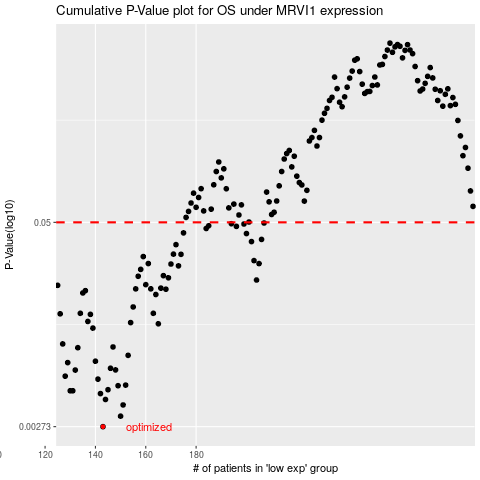 Cumulative P-Value plot for OS under MRVI1 expression
P-Value(log10)
0.05
0.00273
optimized
0 120 140 160 180
# of patients in 'low exp' group